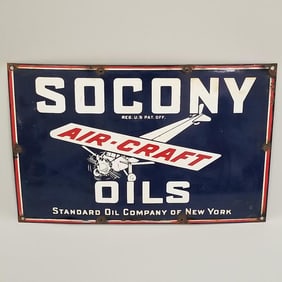 SOCONY
REG. U.S. PAT. OFF.
AIR-CRAFT
OILS
STANDARD OIL COMPANY OF NEW YORK